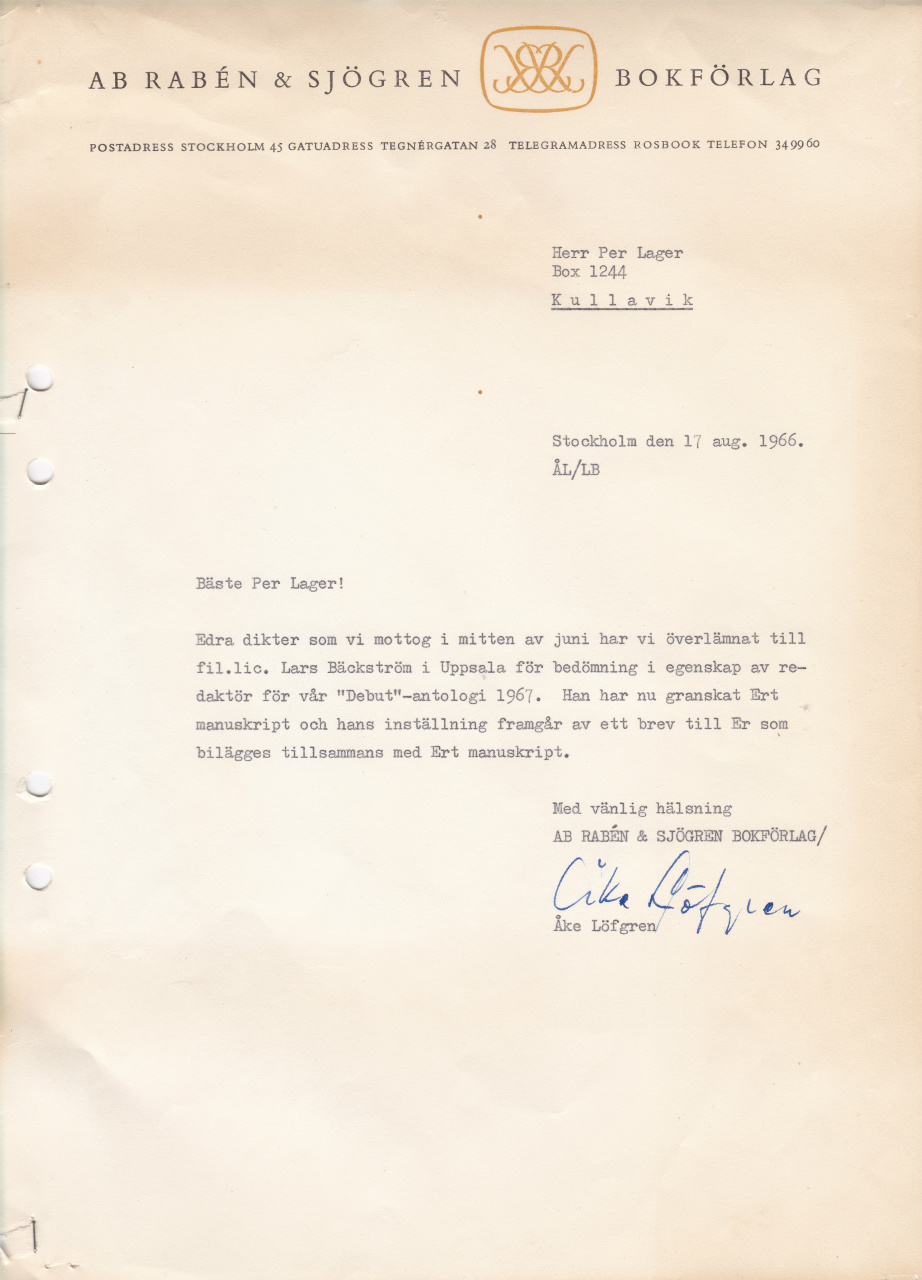 AB RABÉN & SJÖGREN BOKFÖRLAG
POSTADRESS STOCKHOLM 45 GATUADRESS TEGNÉRGATAN 28 TELEGRAMADRESS ROSBOOK TELEFON 349960
Herr Per Lager
Box 1244
Kullavik
Stockholm den 17 aug. 1966.
ÅL/LB
Bäste Per Lager!
Edra dikter som vi mottog i mitten av juni har vi överlämnat till
fil.lic. Lars Bäckström i Uppsala för bedömning i egenskap av re-
daktör för vår "Debut"-antologi 1967. Han har nu granskat Ert
manuskript och hans inställning framgår av ett brev till Er som
bilägges tillsammans med Ert manuskript.
Med vänlig hälsning
AB RABÉN & SJÖGREN BOKFÖRLAG/
Åke Löfgren
Åke Löfgren